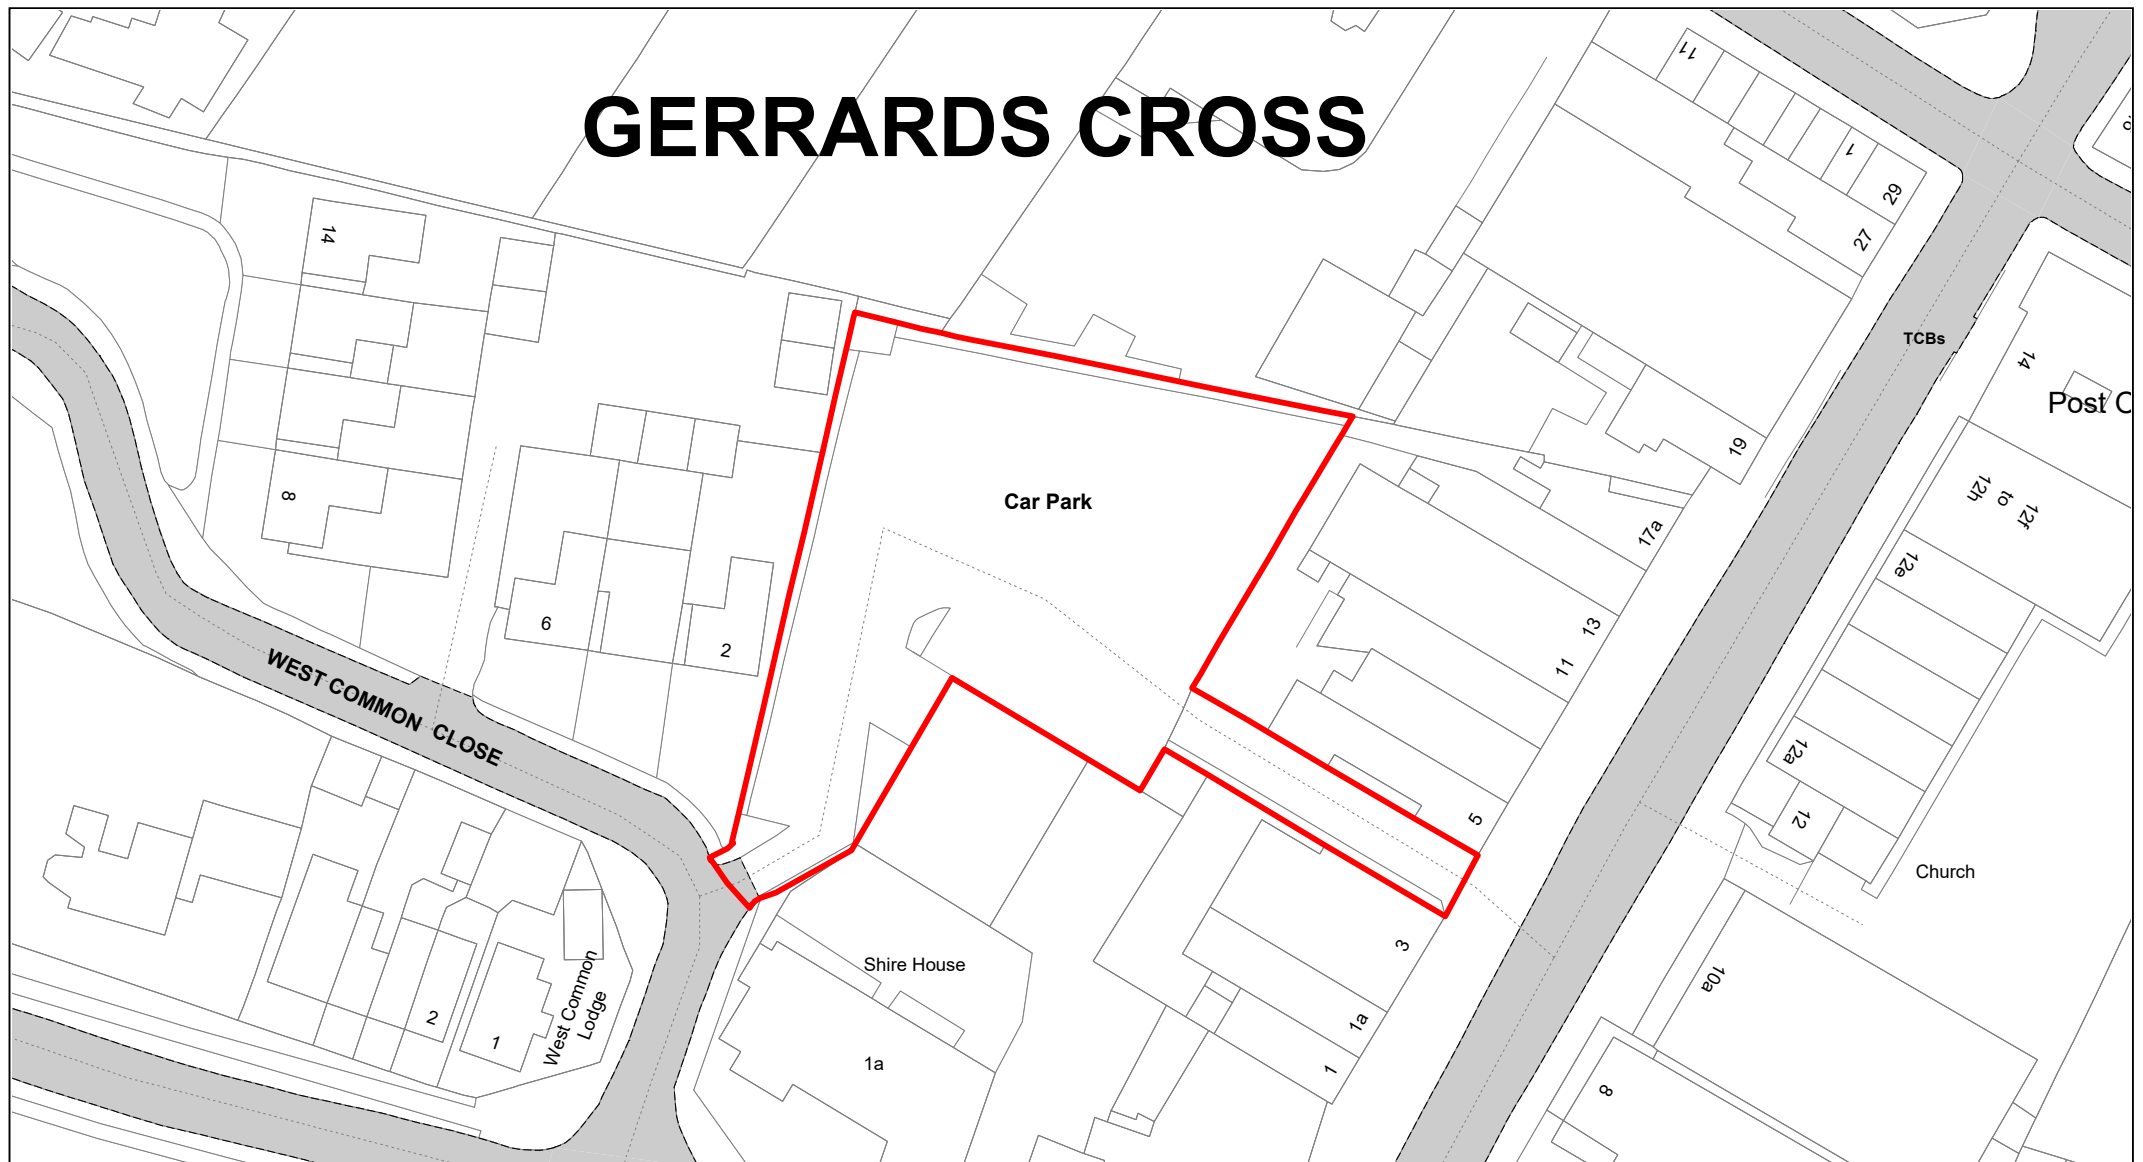 GERRARDS CROSS
11
1
29
27
14
TCBs
14
Post O
19
Car Park
8
12h
to
12f
17a
12e
6
2
13
11
WEST COMMON CLOSE
12a
5
12
Church
3
Shire House
10a
West Common
Lodge
2
1
1a
1a
1
8